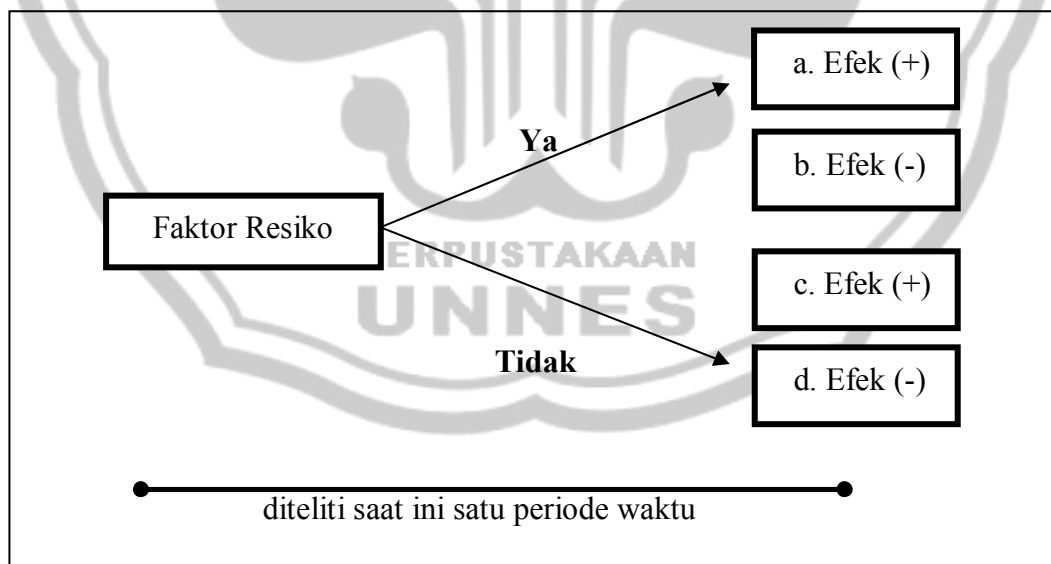 a. Efek (+)
Ya
b. Efek (-)
Faktor Resiko
PERPUSTAKAAN
UNNES
c. Efek (+)
Tidak
d. Efek (-)
diteliti saat ini satu periode waktu